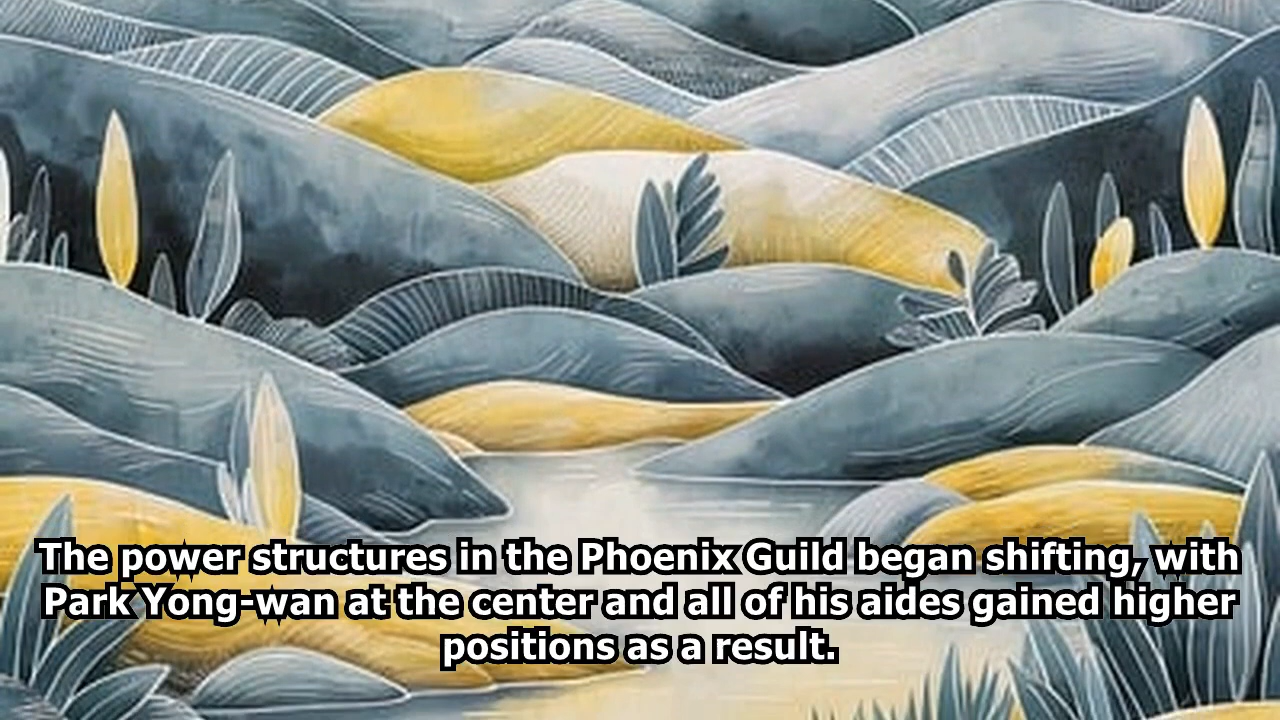 The power structures in the Phoenix Guild began shifting, with
Park Yong-wan at the center and all of his aides gained higher
positions as a result.